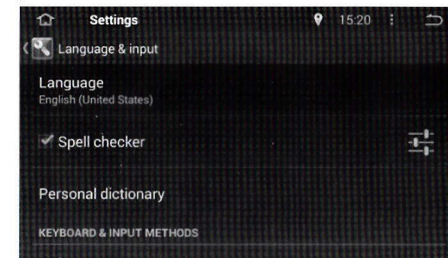 Settings
15:20
Language & input
Language
English (United States)
Spell checker
Personal dictionary
KEYBOARD & INPUT METHODS